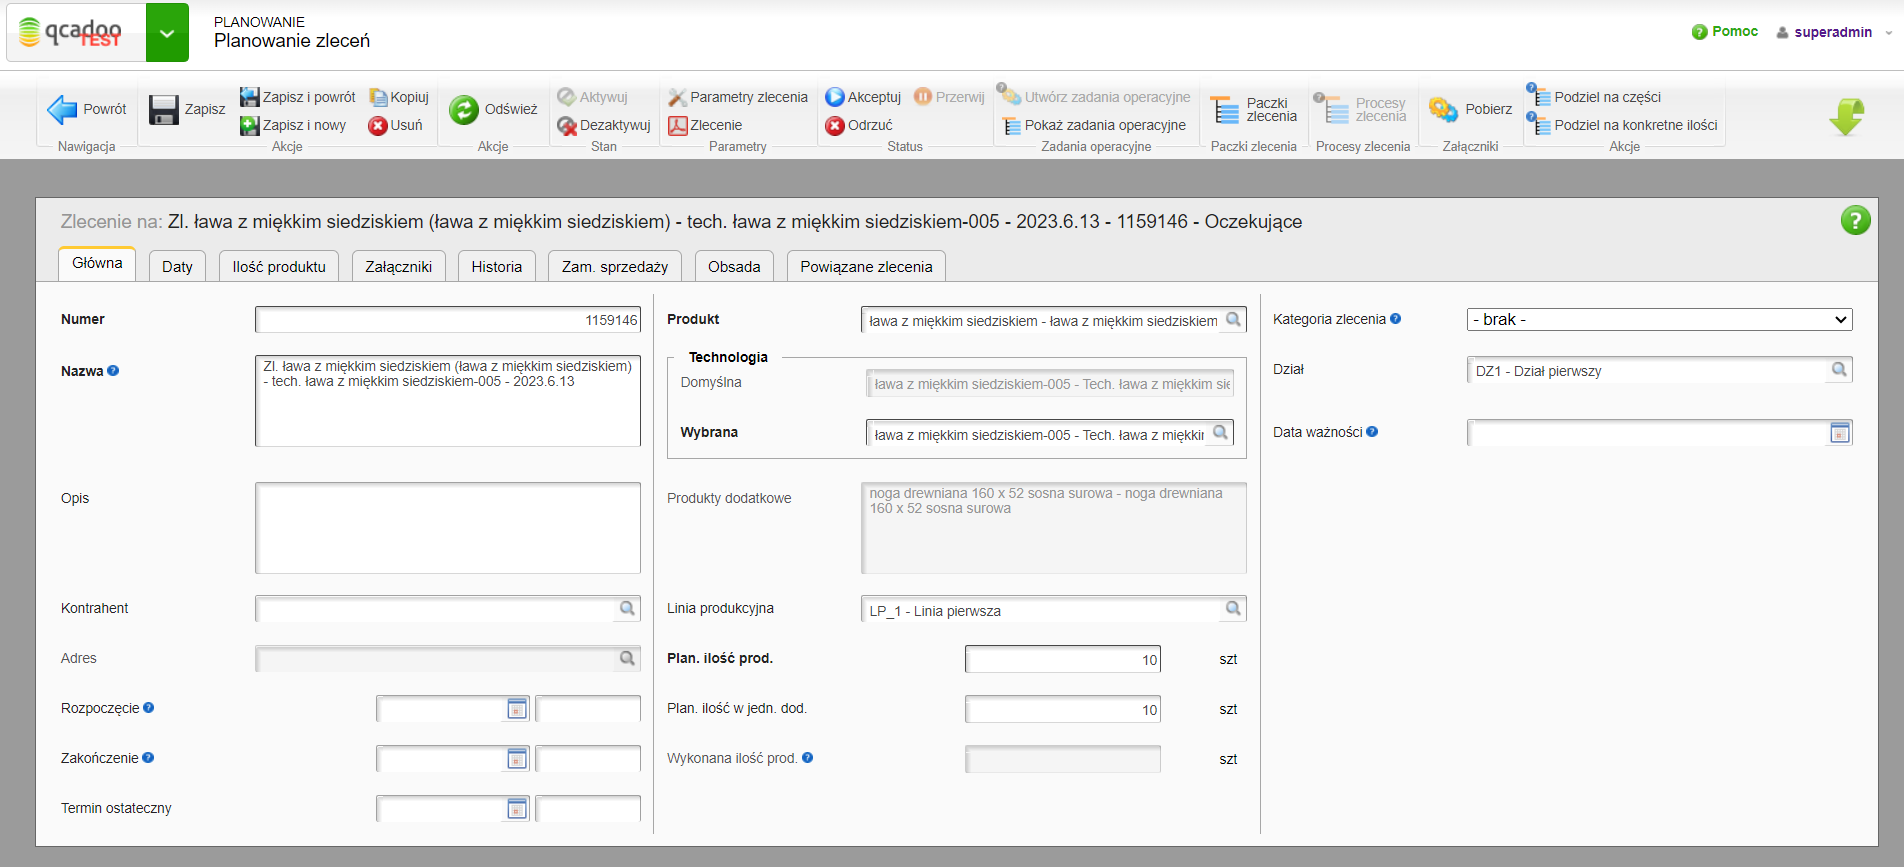 qcadoo
TEST
PLANOWANIE
Planowanie zleceń
Pomoc
superadmin
Powrót
Nawigacja
Zapisz
Zapisz i powrót
Kopiuj
Zapisz i nowy
Usuń
Akcje
Odśwież
Akcje
Aktywuj
Dezaktywuj
Stan
Parametry zlecenia
Zlecenie
Parametry
Akceptuj
Przerwij
Odrzuć
Status
Utwórz zadania operacyjne
Pokaż zadania operacyjne
Zadania operacyjne
Paczki
zlecenia
Paczki zlecenia
Procesy
zlecenia
Procesy zlecenia
Pobierz
Załączniki
Podziel na części
Podziel na konkretne ilości
Akcje
Zlecenie na: Zl. ława z miękkim siedziskiem (ława z miękkim siedziskiem) - tech. ława z miękkim siedziskiem-005 - 2023.6.13 - 1159146 - Oczekujące
Główna
Daty
Ilość produktu
Załączniki
Historia
Zam. sprzedaży
Obsada
Powiązane zlecenia
Numer
1159146
Nazwa
Zl. ława z miękkim siedziskiem (ława z miękkim siedziskiem)
- tech. ława z miękkim siedziskiem-005 - 2023.6.13
Opis
Kontrahent
Adres
Rozpoczęcie
Zakończenie
Termin ostateczny
Produkt
ława z miękkim siedziskiem - ława z miękkim siedziskiem
Technologia
Domyślna
ława z miękkim siedziskiem-005 - Tech. ława z miękkim sie
Wybrana
ława z miękkim siedziskiem-005 - Tech. ława z miękkir
Produkty dodatkowe
noga drewniana 160 x 52 sosna surowa - noga drewniana
160 x 52 sosna surowa
Linia produkcyjna
LP_1 - Linia pierwsza
Plan. ilość prod.
10 szt
Plan. ilość w jedn. dod.
10 szt
Wykonana ilość prod.
szt
Kategoria zlecenia
- brak -
Dział
DZ1 - Dział pierwszy
Data ważności